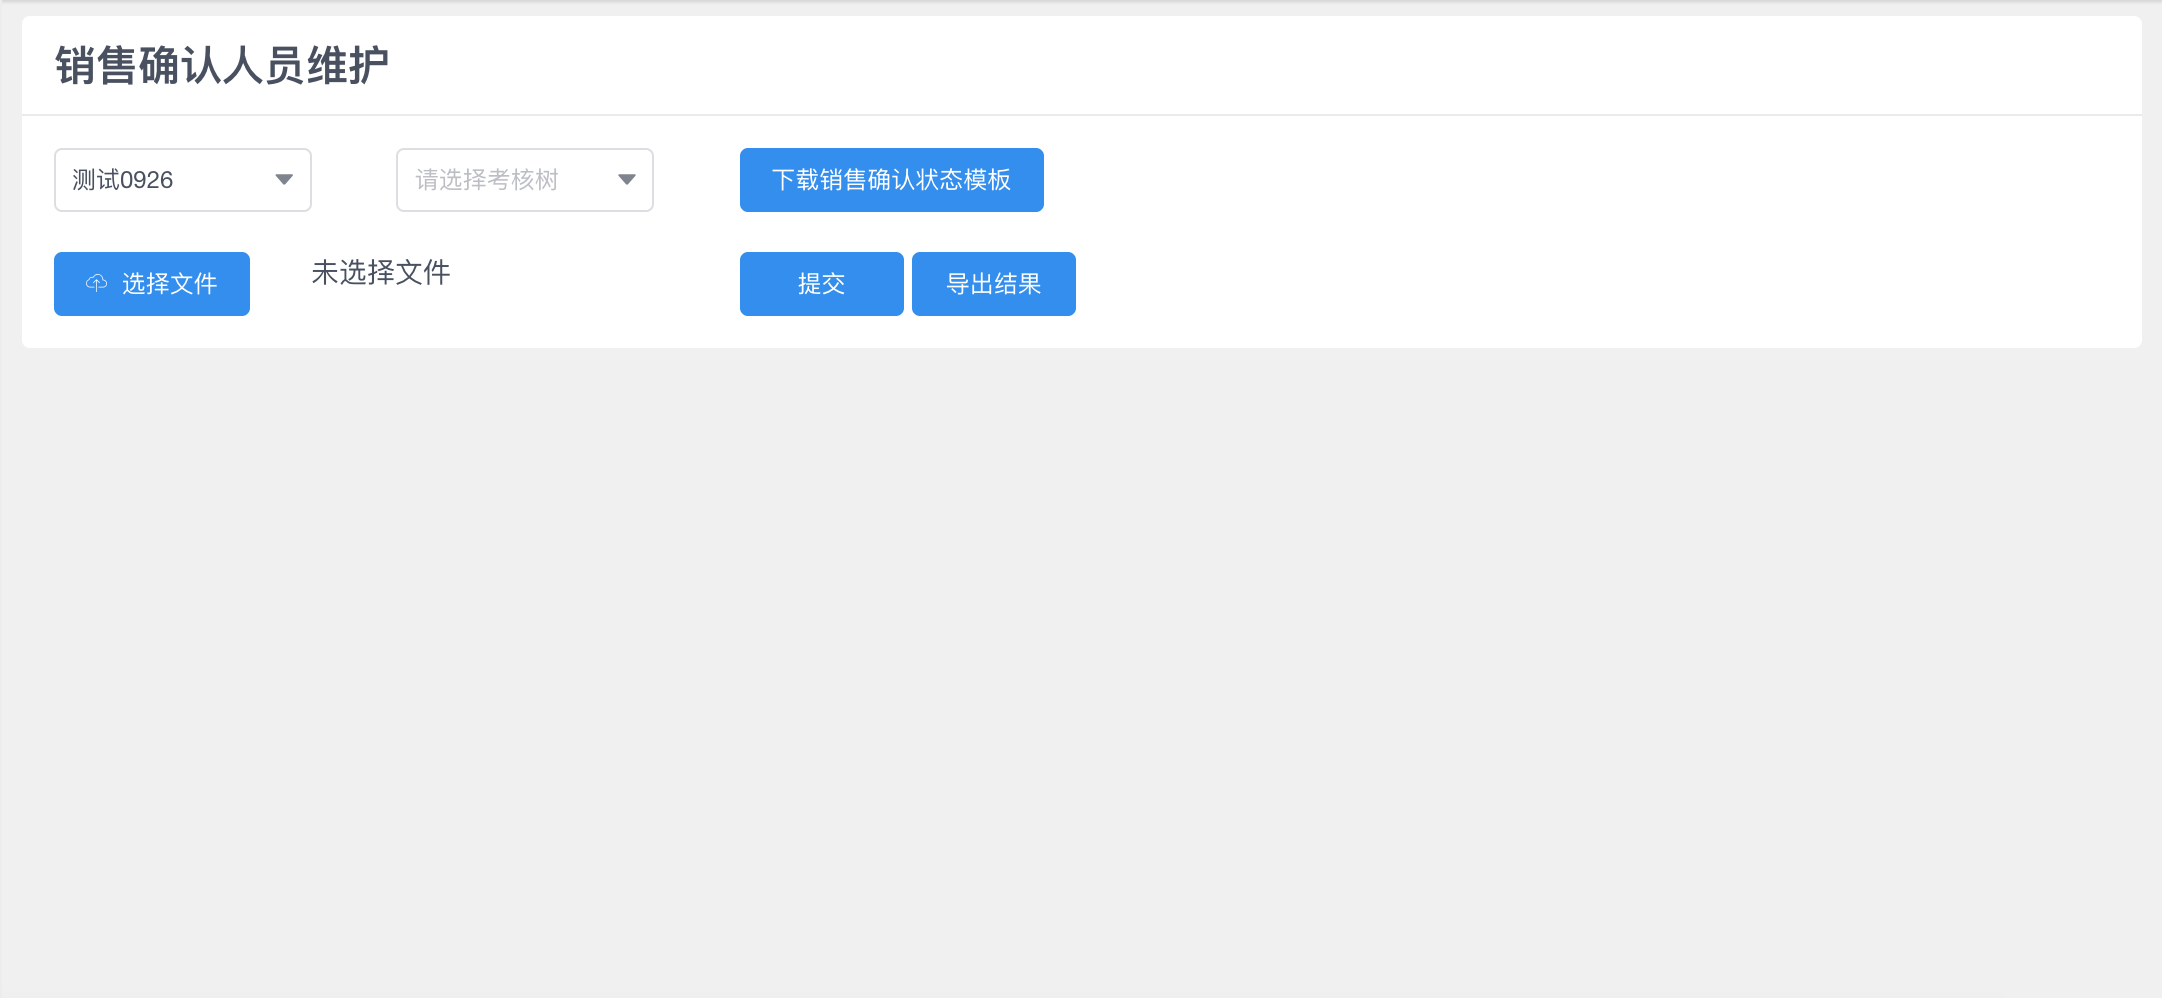 销售确认人员维护
测试0926
请选择考核树
下载销售确认状态模板
选择文件
未选择文件
提交
导出结果